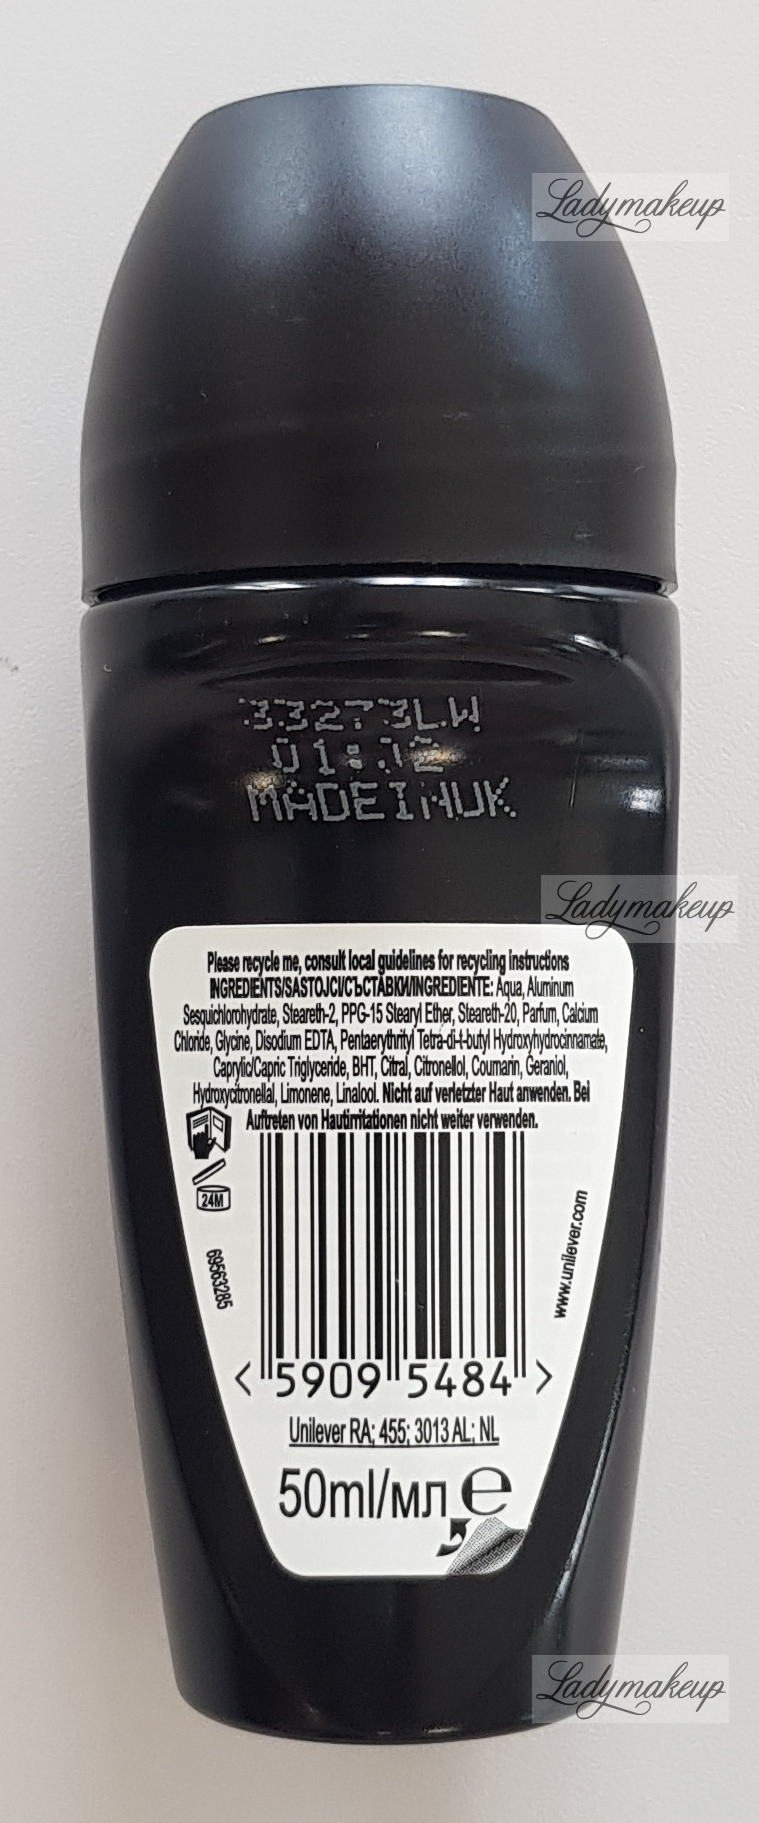 Ladymakeup
33273LW
MADEINUK
Ladymakeup
Please recycle me, consult local guidelines for recycling instructions
INGREDIENTS/SASTOJCI/СЪСТАВКИ/INGREDIENTE: Aqua, Aluminum
Sesquichlorohydrate, Steareth-2, PPG-15 Stearyl Ether, Steareth-20, Parfum, Calcium
Chloride, Glycine, Disodium EDTA, Pentaerythrityl Tetra-di-t-butyl Hydroxyhydrocinnamate,
Caprylic/Capric Triglyceride, BHT, Citral, Citronellol, Coumarin, Geraniol,
Hydroxycitronellal, Limonene, Linalool. Nicht auf verletzter Haut anwenden. Bei
Auftreten von Hautirritationen nicht weiter verwenden.
24M
69563285
www.unilever.com
<5909 5484>
Unilever RA; 455; 3013 AL; NL
50ml/мл ℮
Ladymakeup